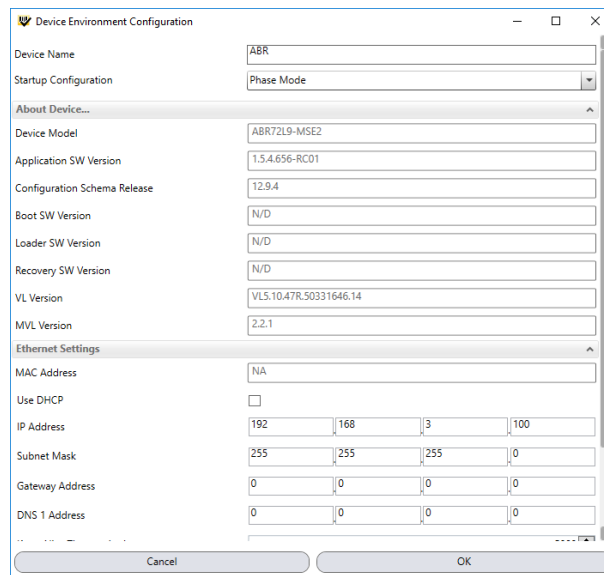 Device Environment Configuration
Device Name ABR
Startup Configuration Phase Mode
About Device...
Device Model ABR72L9-MSE2
Application SW Version 1.5.4.656-RC01
Configuration Schema Release 12.9.4
Boot SW Version N/D
Loader SW Version N/D
Recovery SW Version N/D
VL Version VL5.10.47R.50331646.14
MVL Version 2.2.1
Ethernet Settings
MAC Address NA
Use DHCP
IP Address 192 .168 .3 .100
Subnet Mask 255 .255 .255 .0
Gateway Address 0 .0 .0 .0
DNS 1 Address 0 .0 .0 .0
Cancel OK